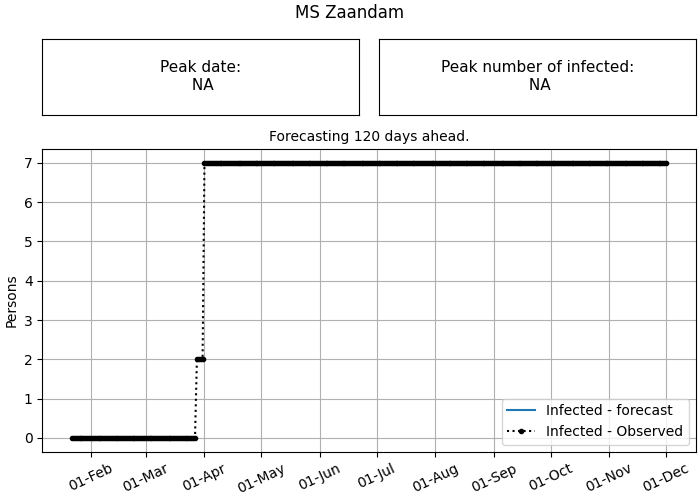 MS Zaandam
Peak date:
NA
Peak number of infected:
NA
Forecasting 120 days ahead.
Persons
7
6
5
4
3
2
1
0
01-Feb
01-Mar
01-Apr
01-May
01-Jun
01-Jul
01-Aug
01-Sep
01-Oct
01-Nov
01-Dec
Infected - forecast
Infected - Observed